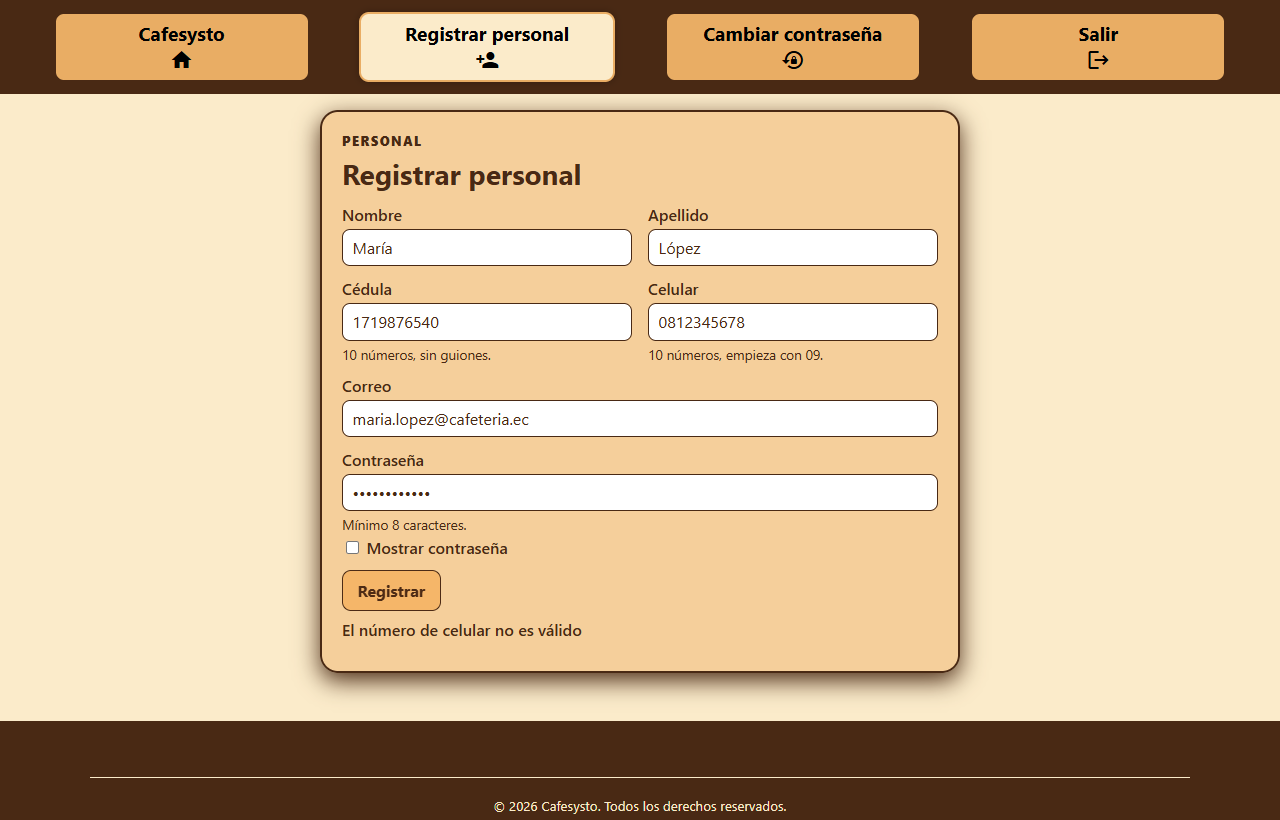 Cafesysto
Registrar personal
Cambiar contraseña
Salir
PERSONAL
Registrar personal
Nombre
Apellido
María
López
Cédula
Celular
1719876540
0812345678
10 números, sin guiones.
10 números, empieza con 09.
Correo
maria.lopez@cafeteria.ec
Contraseña
••••••••••••
Mínimo 8 caracteres.
Mostrar contraseña
Registrar
El número de celular no es válido
© 2026 Cafesysto. Todos los derechos reservados.